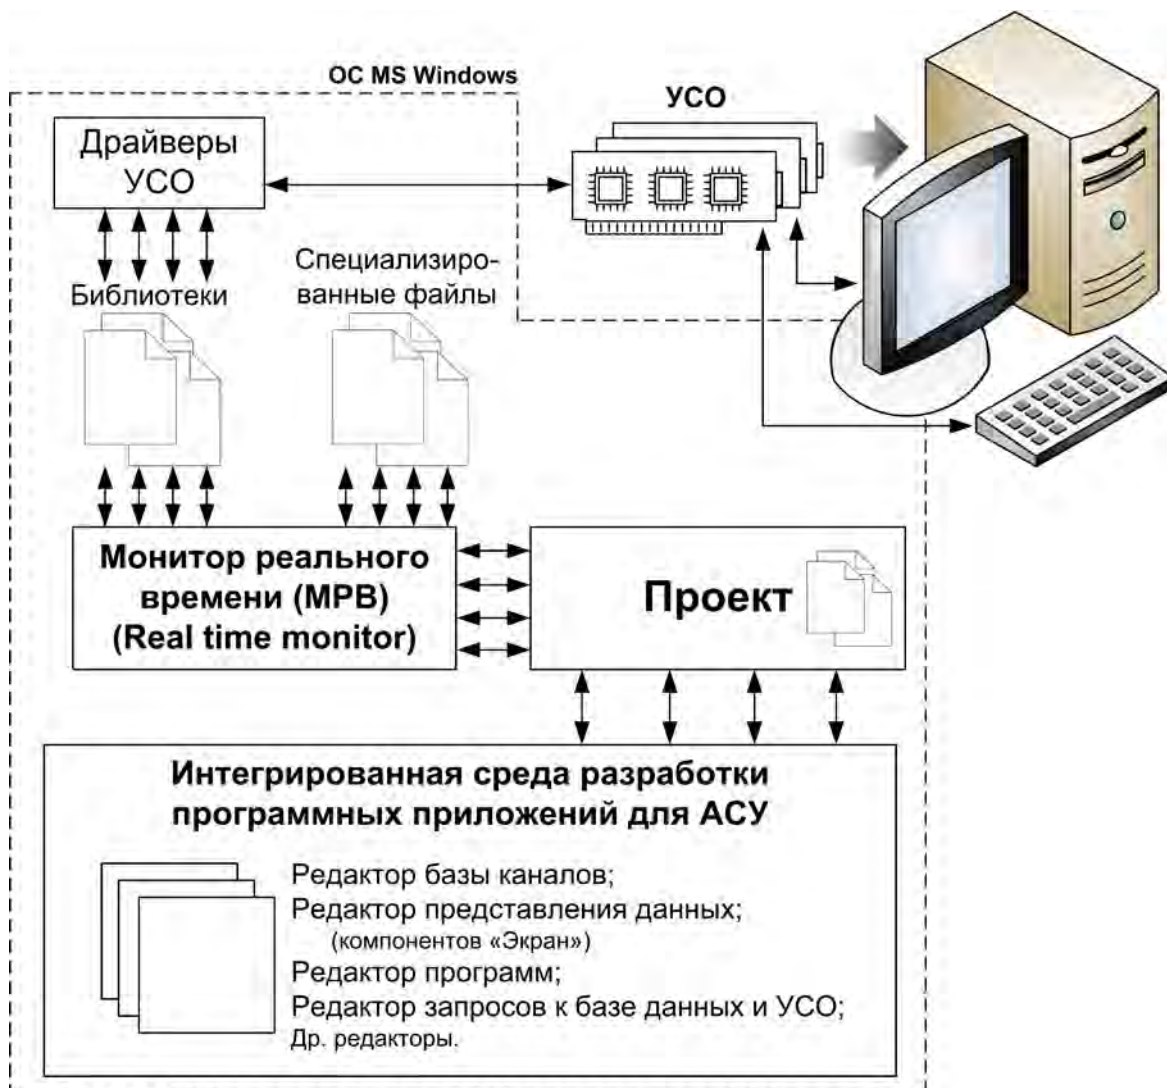 ОС MS Windows
УСО
Драйверы
УСО
Библиотеки
Специализиро-
ванные файлы
Монитор реального
времени (МРВ)
(Real time monitor)
Проект
Интегрированная среда разработки
программных приложений для АСУ
Редактор базы каналов;
Редактор представления данных;
(компонентов «Экран»)
Редактор программ;
Редактор запросов к базе данных и УСО;
Др. редакторы.